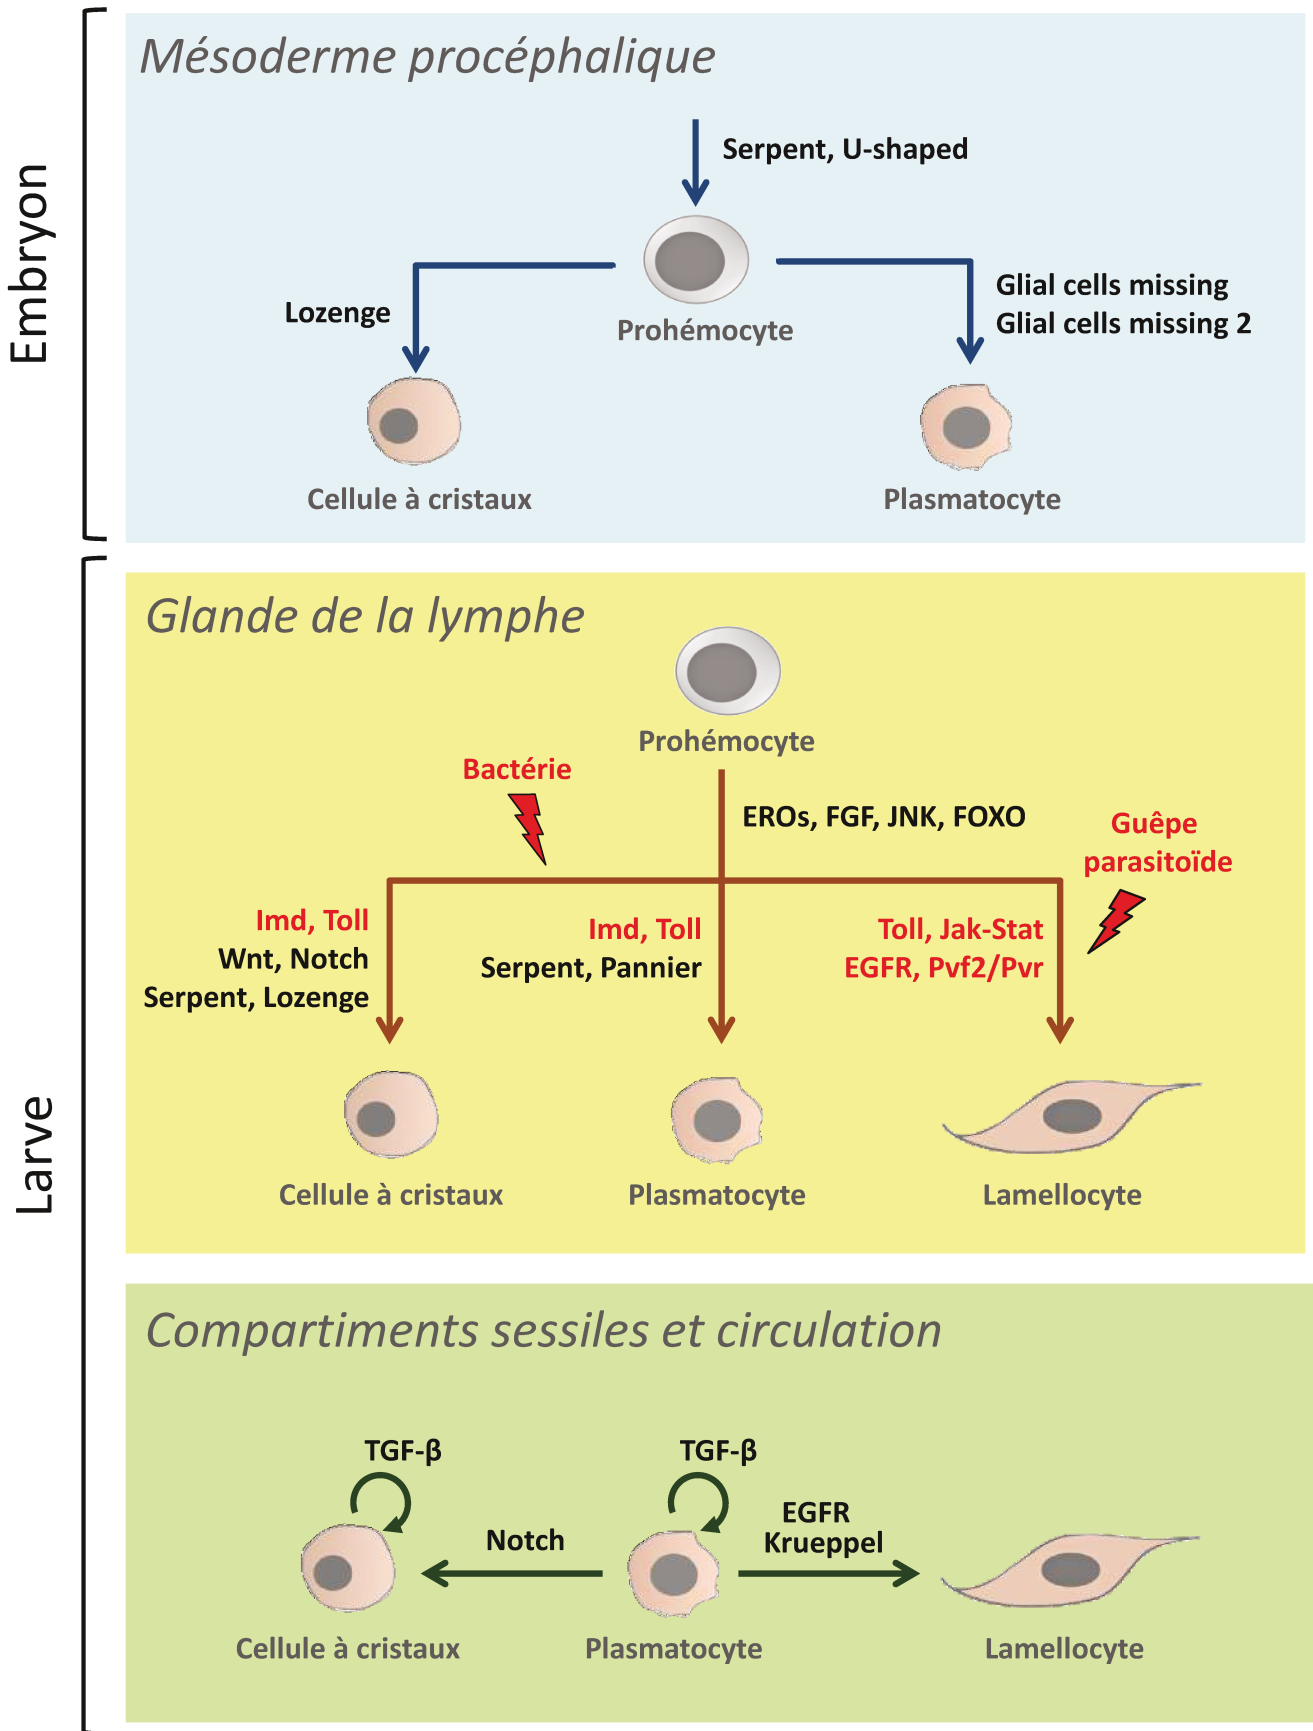 Embryon
Mésoderme procéphalique
Serpent, U-shaped
Lozenge
Prohémocyte
Glial cells missing
Glial cells missing 2
Cellule à cristaux
Plasmatocyte
Larve
Glande de la lymphe
Prohémocyte
Bactérie
EROs, FGF, JNK, FOXO
Guêpe
parasitoïde
Imd, Toll
Wnt, Notch
Serpent, Lozenge
Imd, Toll
Serpent, Pannier
Toll, Jak-Stat
EGFR, Pvf2/Pvr
Cellule à cristaux
Plasmatocyte
Lamellocyte
Compartiments sessiles et circulation
TGF-β
TGF-β
Notch
EGFR
Krueppel
Cellule à cristaux
Plasmatocyte
Lamellocyte